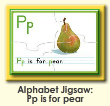 Pp
Pp is for pear.
Alphabet Jigsaw:
Pp is for pear